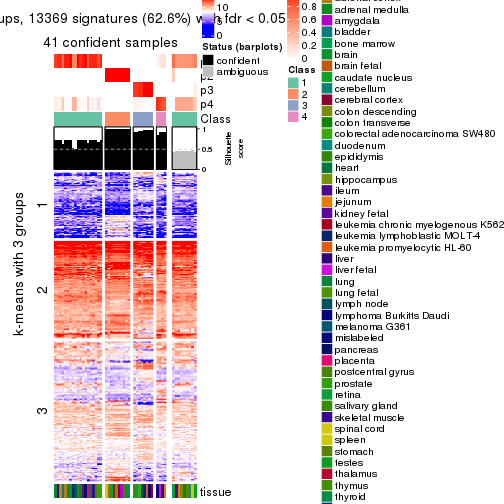 ups, 13369 signatures (62.6%) with fdr < 0.05
41 confident samples
p3
p4
Class
1
0.5
0
Silhouette
score
k-means with 3 groups
1
2
3
tissue
10
5
0
Status (barplots)
confident
ambiguous
0.8
0.6
0.4
0.2
0
Class
1
2
3
4
adrenal medulla
amygdala
bladder
bone marrow
brain
brain fetal
caudate nucleus
cerebellum
cerebral cortex
colon descending
colon transverse
colorectal adenocarcinoma SW480
duodenum
epididymis
heart
hippocampus
ileum
jejunum
kidney fetal
leukemia chronic myelogenous K562
leukemia lymphoblastic MOLT-4
leukemia promyelocytic HL-60
liver
liver fetal
lung
lung fetal
lymph node
lymphoma Burkitts Daudi
melanoma G361
mislabeled
pancreas
placenta
postcentral gyrus
prostate
retina
salivary gland
skeletal muscle
spinal cord
spleen
stomach
testes
thalamus
thymus
thyroid